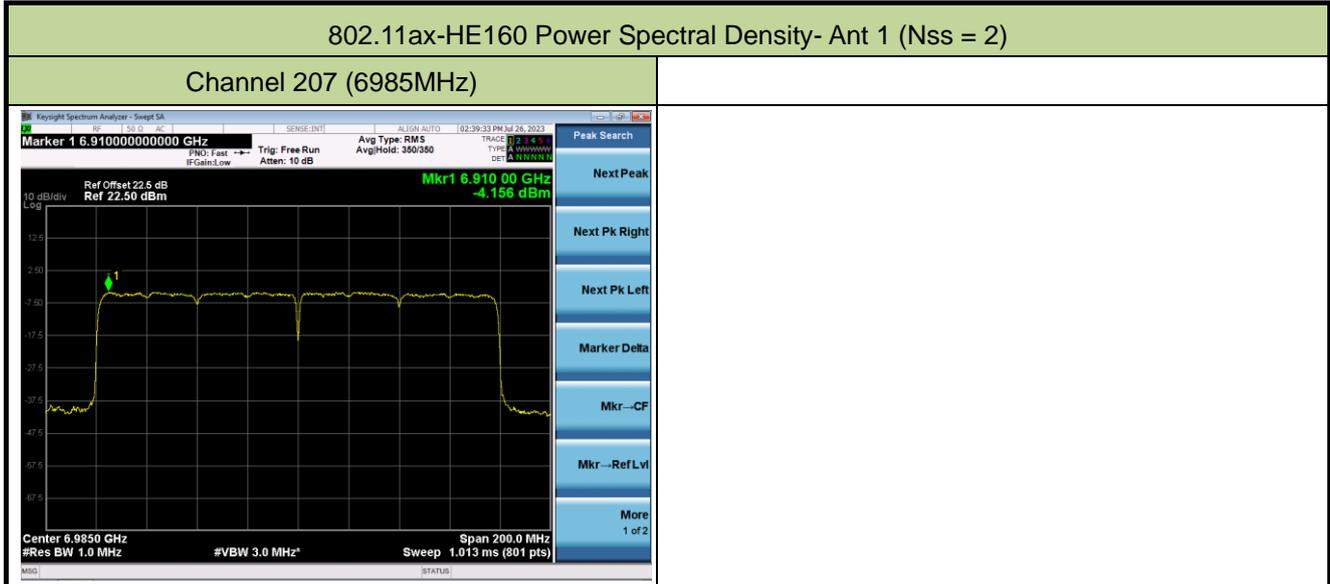 802.11ax-HE160 Power Spectral Density- Ant 1 (Nss = 2)
Channel 207 (6985MHz)
Keysight Spectrum Analyzer - Swept SA
RF 50 Ω AC SENSE:INT ALIGN AUTO 02:39:33 PM Jul 26, 2023
Marker 1 6.910000000000 GHz
PNO: Fast
IFGain:Low
Trig: Free Run
Atten: 10 dB
Avg Type: RMS
Avg|Hold: 350/350
TRACE 1 2 3 4 5 6
TYPE A WWWWW
DET A N N N N N
Peak Search
Mkr1 6.910 00 GHz
-4.156 dBm
Ref Offset 22.5 dB
10 dB/div Ref 22.50 dBm
Log
12.5
2.50
-7.50
-17.5
-27.5
-37.5
-47.5
-57.5
-67.5
1
Next Peak
Next Pk Right
Next Pk Left
Marker Delta
Mkr→CF
Mkr→Ref Lvl
More
1 of 2
Center 6.9850 GHz Span 200.0 MHz
#Res BW 1.0 MHz #VBW 3.0 MHz* Sweep 1.013 ms (801 pts)
MSG STATUS